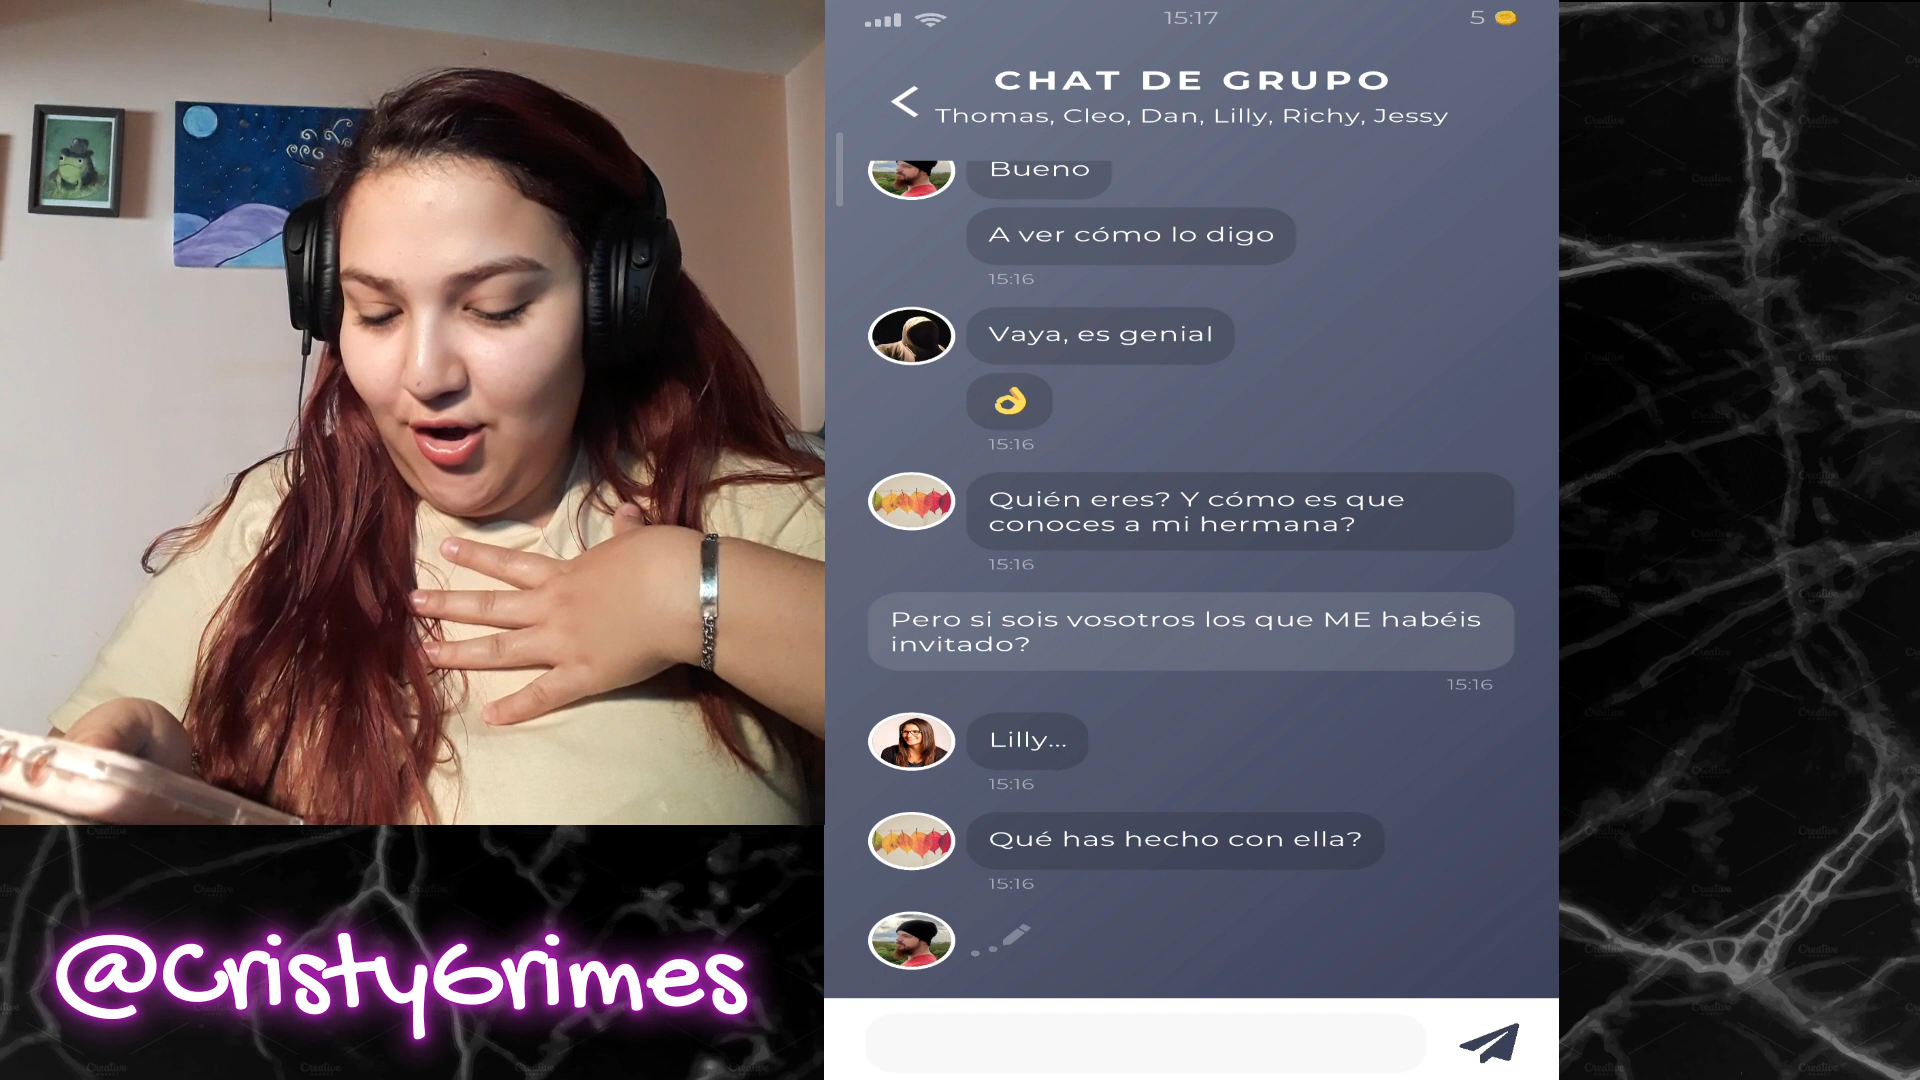 15:17
5
CHAT DE GRUPO
Thomas, Cleo, Dan, Lilly, Richy, Jessy
Bueno
A ver cómo lo digo
15:16
Vaya, es genial
15:16
Quién eres? Y cómo es que
conoces a mi hermana?
15:16
Pero si sois vosotros los que ME habéis
invitado?
15:16
Lilly...
15:16
Qué has hecho con ella?
15:16
@CristyGrimes